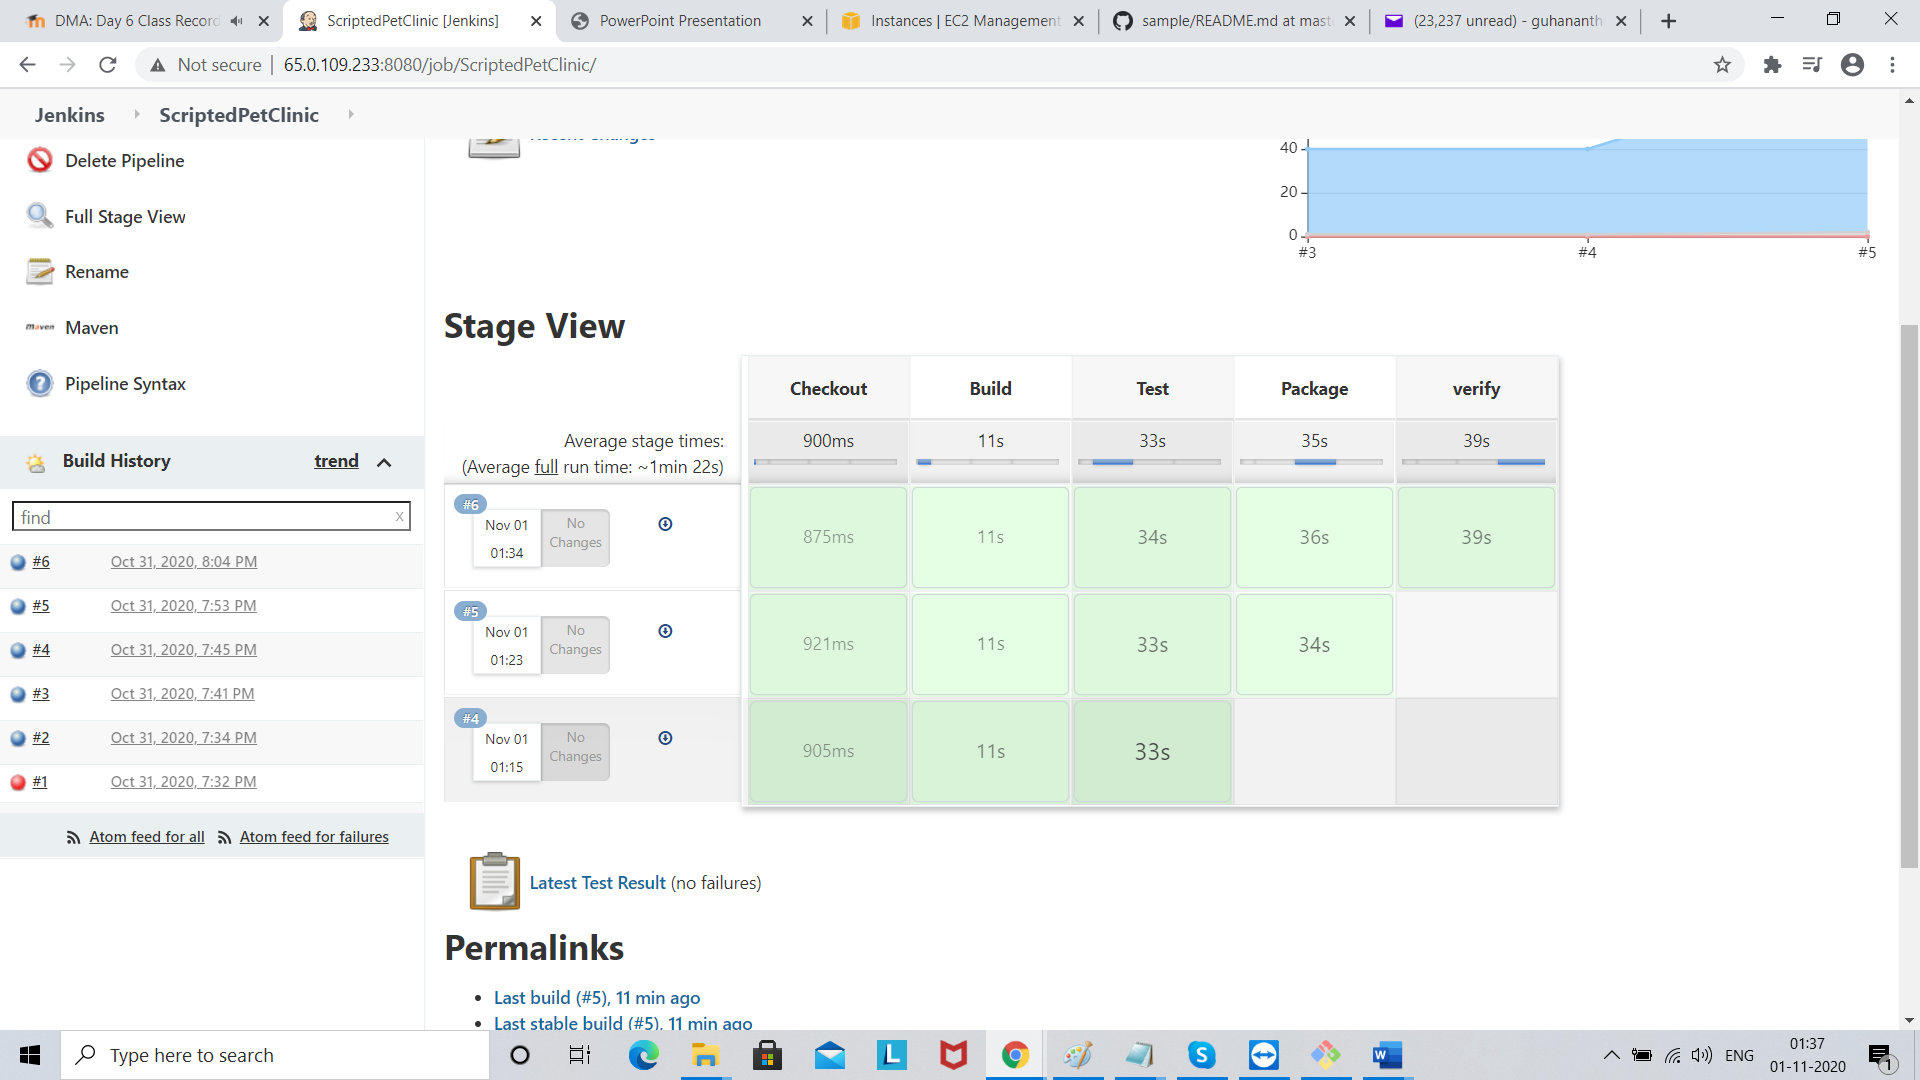 DMA: Day 6 Class Record
ScriptedPetClinic [Jenkins]
PowerPoint Presentation
Instances | EC2 Management
sample/README.md at mast
(23,237 unread) - guhananth
Not secure
65.0.109.233:8080/job/ScriptedPetClinic/
Jenkins
ScriptedPetClinic
Delete Pipeline
Full Stage View
Rename
Maven
Maven
Pipeline Syntax
Build History
trend
find
x
#6 Oct 31, 2020, 8:04 PM
#5 Oct 31, 2020, 7:53 PM
#4 Oct 31, 2020, 7:45 PM
#3 Oct 31, 2020, 7:41 PM
#2 Oct 31, 2020, 7:34 PM
#1 Oct 31, 2020, 7:32 PM
Atom feed for all
Atom feed for failures
Recent Changes
40
20
0
#3 #4 #5
Stage View
Checkout Build Test Package verify
Average stage times:
900ms 11s 33s 35s 39s
(Average full run time: ~1min 22s)
#6
Nov 01
01:34
No
Changes
875ms 11s 34s 36s 39s
#5
Nov 01
01:23
No
Changes
921ms 11s 33s 34s
#4
Nov 01
01:15
No
Changes
905ms 11s 33s
Latest Test Result (no failures)
Permalinks
Last build (#5), 11 min ago
Last stable build (#5), 11 min ago
Type here to search
L
W
ENG
01:37
01-11-2020
1